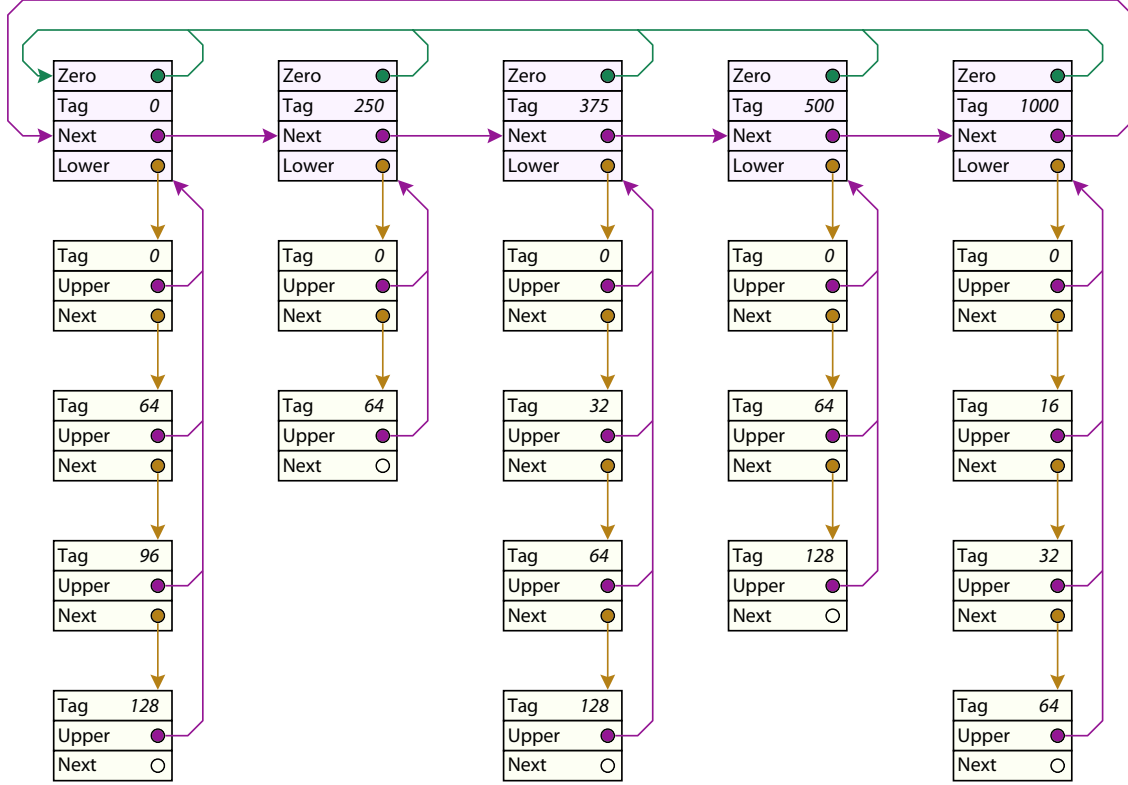 Zero Zero Zero Zero Zero
Tag 0 Tag 250 Tag 375 Tag 500 Tag 1000
Next Next Next Next Next
Lower Lower Lower Lower Lower
Tag 0 Tag 0 Tag 0 Tag 0 Tag 0
Upper Upper Upper Upper Upper
Next Next Next Next Next
Tag 64 Tag 64 Tag 32 Tag 64 Tag 16
Upper Upper Upper Upper Upper
Next Next Next Next Next
Tag 96 Tag 64 Tag 128 Tag 32
Upper Upper Upper Upper
Next Next Next Next
Tag 128 Tag 128 Tag 64
Upper Upper Upper
Next Next Next